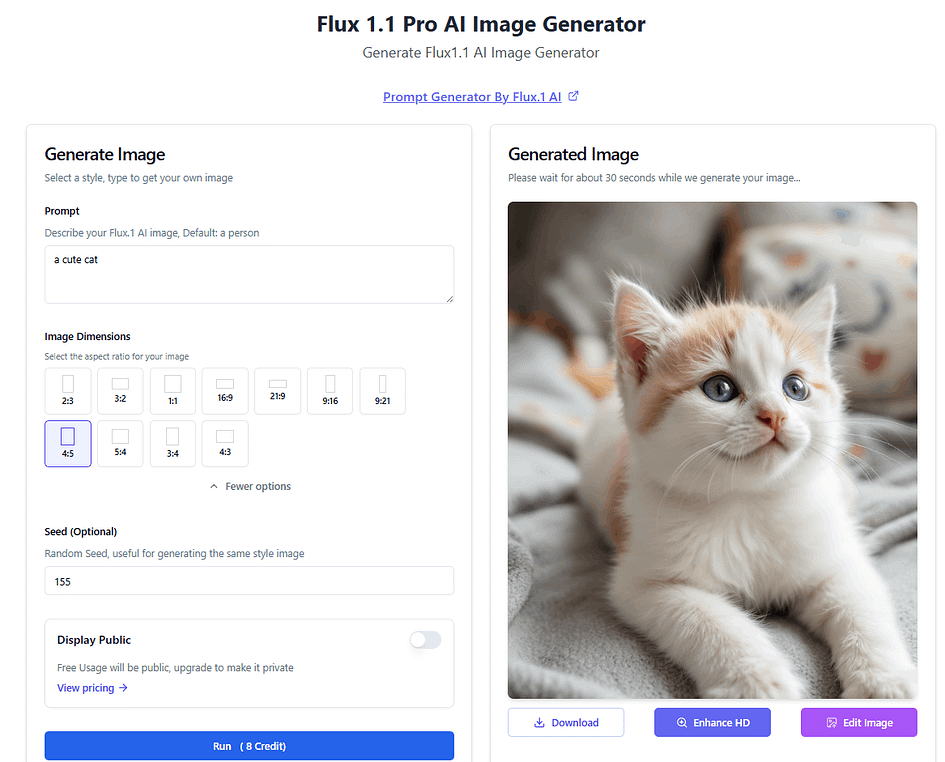 Flux 1.1 Pro AI Image Generator
Generate Flux1.1 AI Image Generator
Prompt Generator By Flux.1 AI
Generate Image
Select a style, type to get your own image
Prompt
Describe your Flux.1 AI image, Default: a person
a cute cat
Image Dimensions
Select the aspect ratio for your image
2:3 3:2 1:1 16:9 21:9 9:16 9:21
4:5 5:4 3:4 4:3
Fewer options
Seed (Optional)
Random Seed, useful for generating the same style image
155
Display Public
Free Usage will be public, upgrade to make it private
View pricing →
Run ( 8 Credit)
Generated Image
Please wait for about 30 seconds while we generate your image...
Download Enhance HD Edit Image